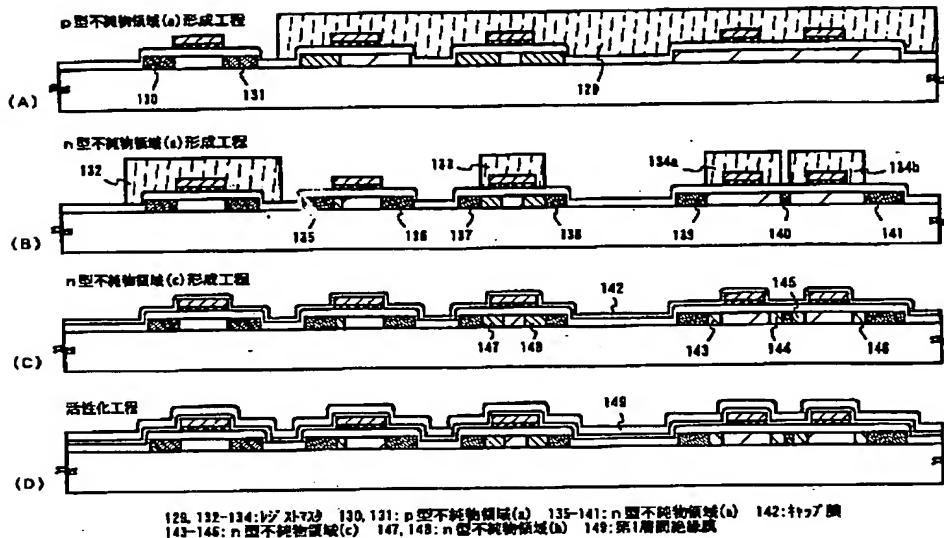 p型不純物領域(a)形成工程
(A)
130
131
129
n型不純物領域(a)形成工程
132
133
134a
134b
(B)
135
136
137
138
139
140
141
n型不純物領域(c)形成工程
142
145
(C)
147
148
143
144
146
活性化工程
149
(D)
129, 132-134:レジストマスク 130, 131: p型不純物領域(a) 135-141: n型不純物領域(a) 142:キャップ膜
143-146: n型不純物領域(c) 147, 148: n型不純物領域(b) 149: 第1層間絶縁膜